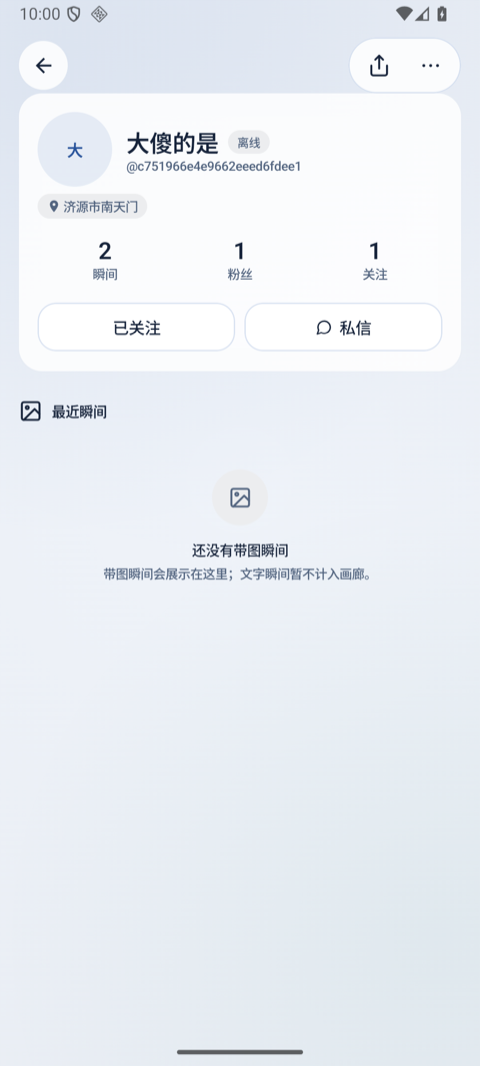 10:00
大
大傻的是 离线
@c751966e4e9662eeed6fdee1
济源市南天门
2 1 1
瞬间 粉丝 关注
已关注 私信
最近瞬间
还没有带图瞬间
带图瞬间会展示在这里；文字瞬间暂不计入画廊。